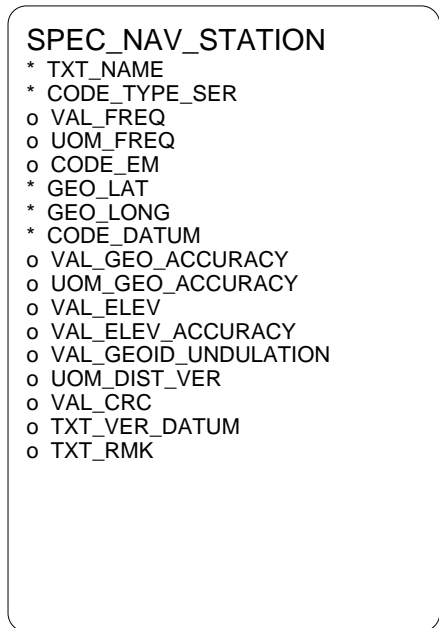 SPEC_NAV_STATION
* TXT_NAME
* CODE_TYPE_SER
o VAL_FREQ
o UOM_FREQ
o CODE_EM
* GEO_LAT
* GEO_LONG
* CODE_DATUM
o VAL_GEO_ACCURACY
o UOM_GEO_ACCURACY
o VAL_ELEV
o VAL_ELEV_ACCURACY
o VAL_GEOID_UNDULATION
o UOM_DIST_VER
o VAL_CRC
o TXT_VER_DATUM
o TXT_RMK